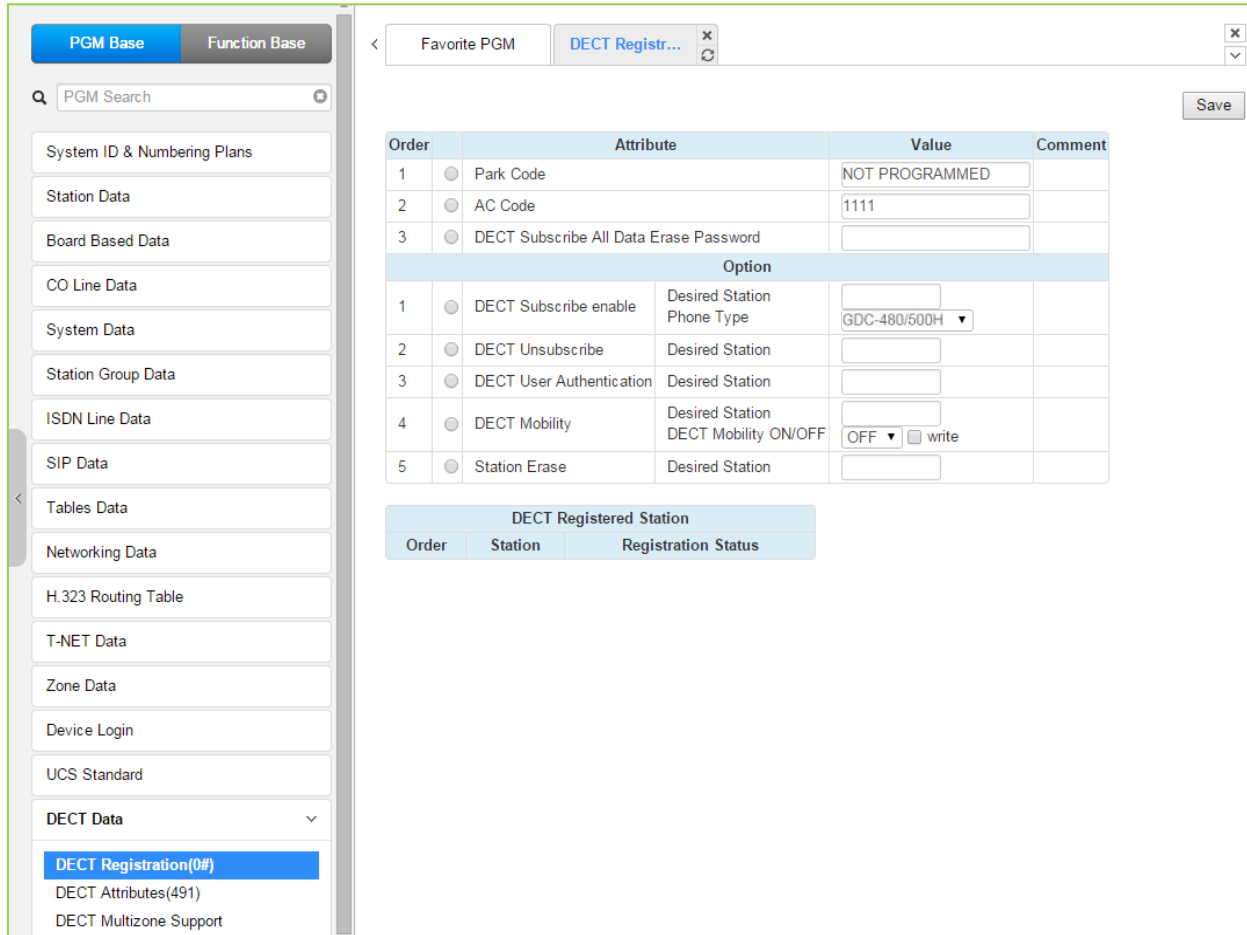 PGM Base
Function Base
PGM Search
System ID & Numbering Plans
Station Data
Board Based Data
CO Line Data
System Data
Station Group Data
ISDN Line Data
SIP Data
Tables Data
Networking Data
H.323 Routing Table
T-NET Data
Zone Data
Device Login
UCS Standard
DECT Data
DECT Registration(0#)
DECT Attributes(491)
DECT Multizone Support
Favorite PGM
DECT Registr...
Save
Order Attribute Value Comment
1 Park Code NOT PROGRAMMED
2 AC Code 1111
3 DECT Subscribe All Data Erase Password
Option
1 DECT Subscribe enable Desired Station
Phone Type GDC-480/500H
2 DECT Unsubscribe Desired Station
3 DECT User Authentication Desired Station
4 DECT Mobility Desired Station
DECT Mobility ON/OFF OFF write
5 Station Erase Desired Station
DECT Registered Station
Order Station Registration Status